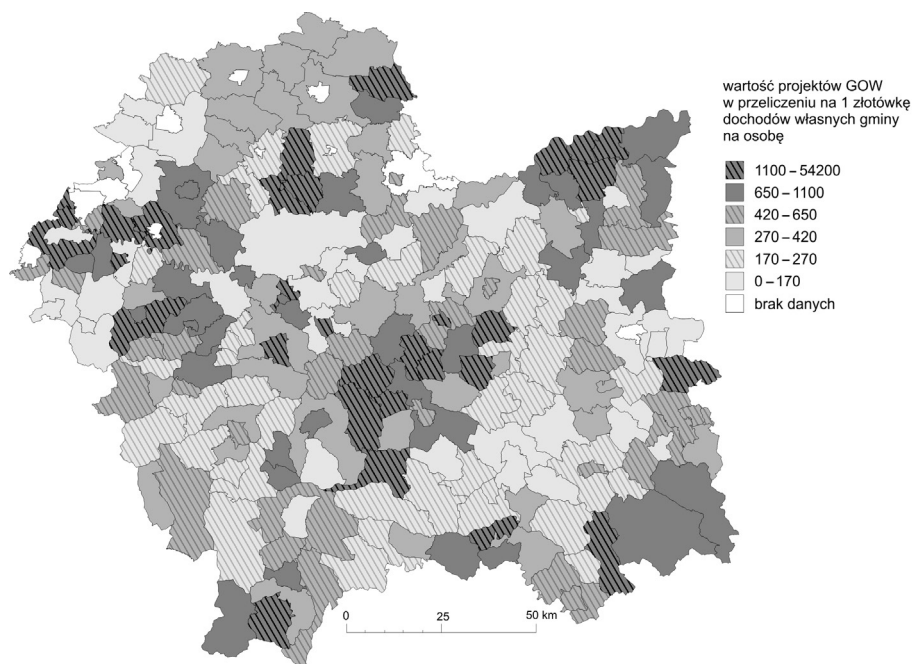 wartość projektów GOW
w przeliczeniu na 1 złotówkę
dochodów własnych gminy
na osobę
1100 – 54200
650 – 1100
420 – 650
270 – 420
170 – 270
0 – 170
brak danych
0 25 50 km